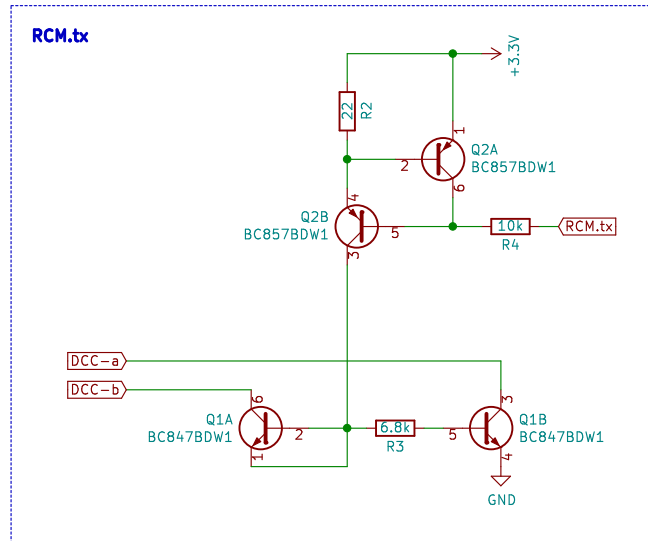 RCM.tx
+3.3V
22
R2
1
Q2A
BC857BDW1
2
6
4
Q2B
BC857BDW1
5
3
10k
R4
RCM.tx
DCC-a
DCC-b
6
Q1A
BC847BDW1
2
1
6.8k
R3
3
5
Q1B
BC847BDW1
4
GND